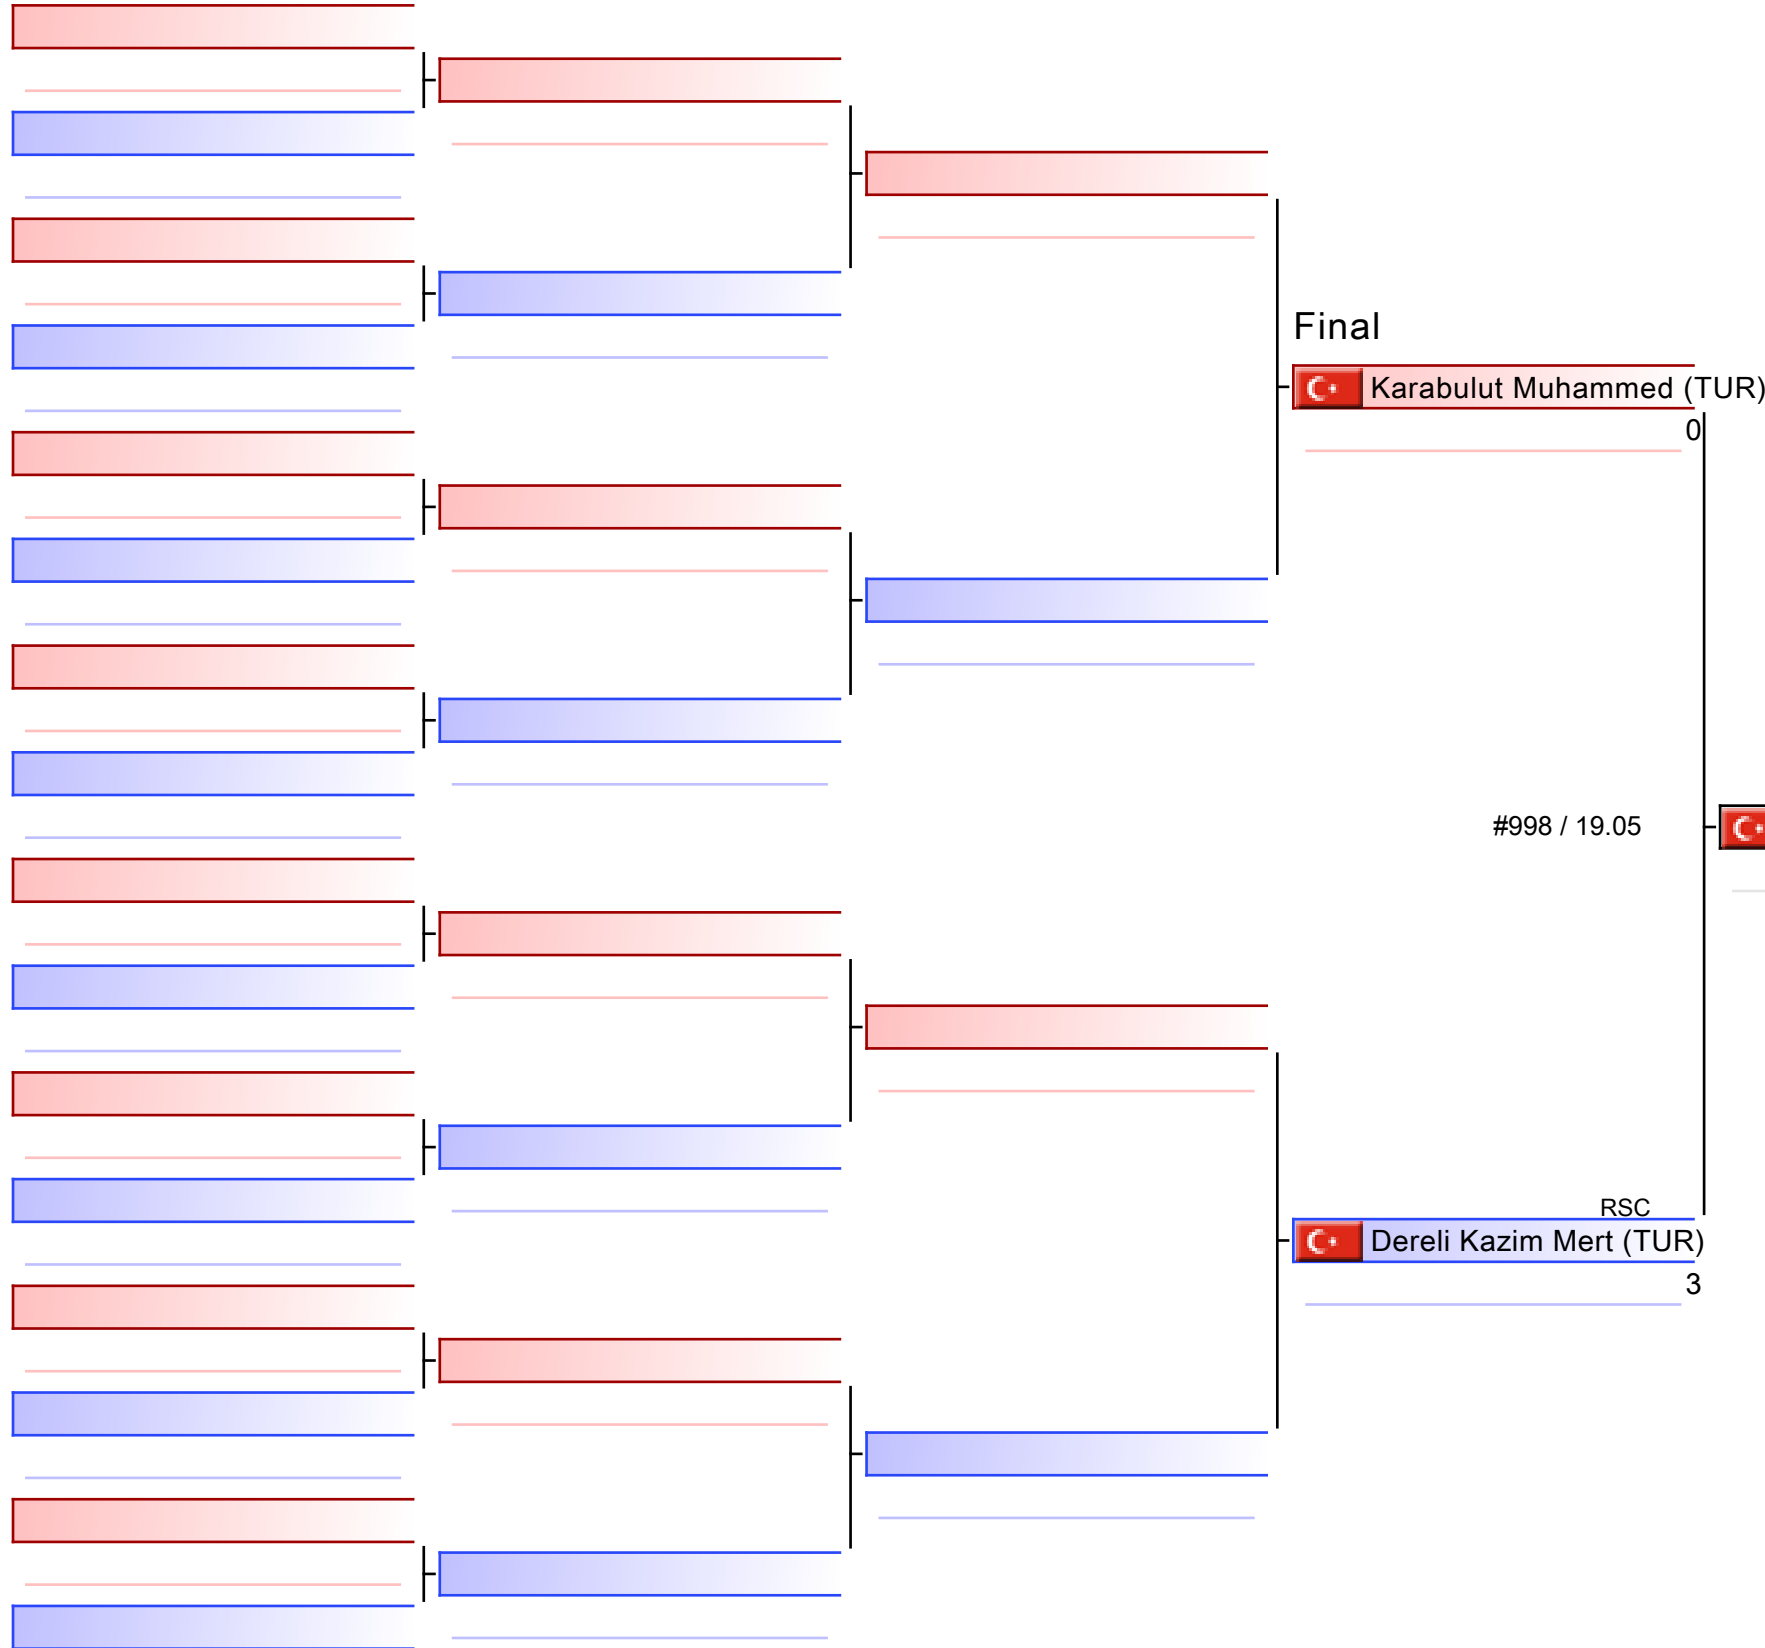 Final
Karabulut Muhammed (TUR)
0
#998 / 19.05
RSC
Dereli Kazim Mert (TUR)
3